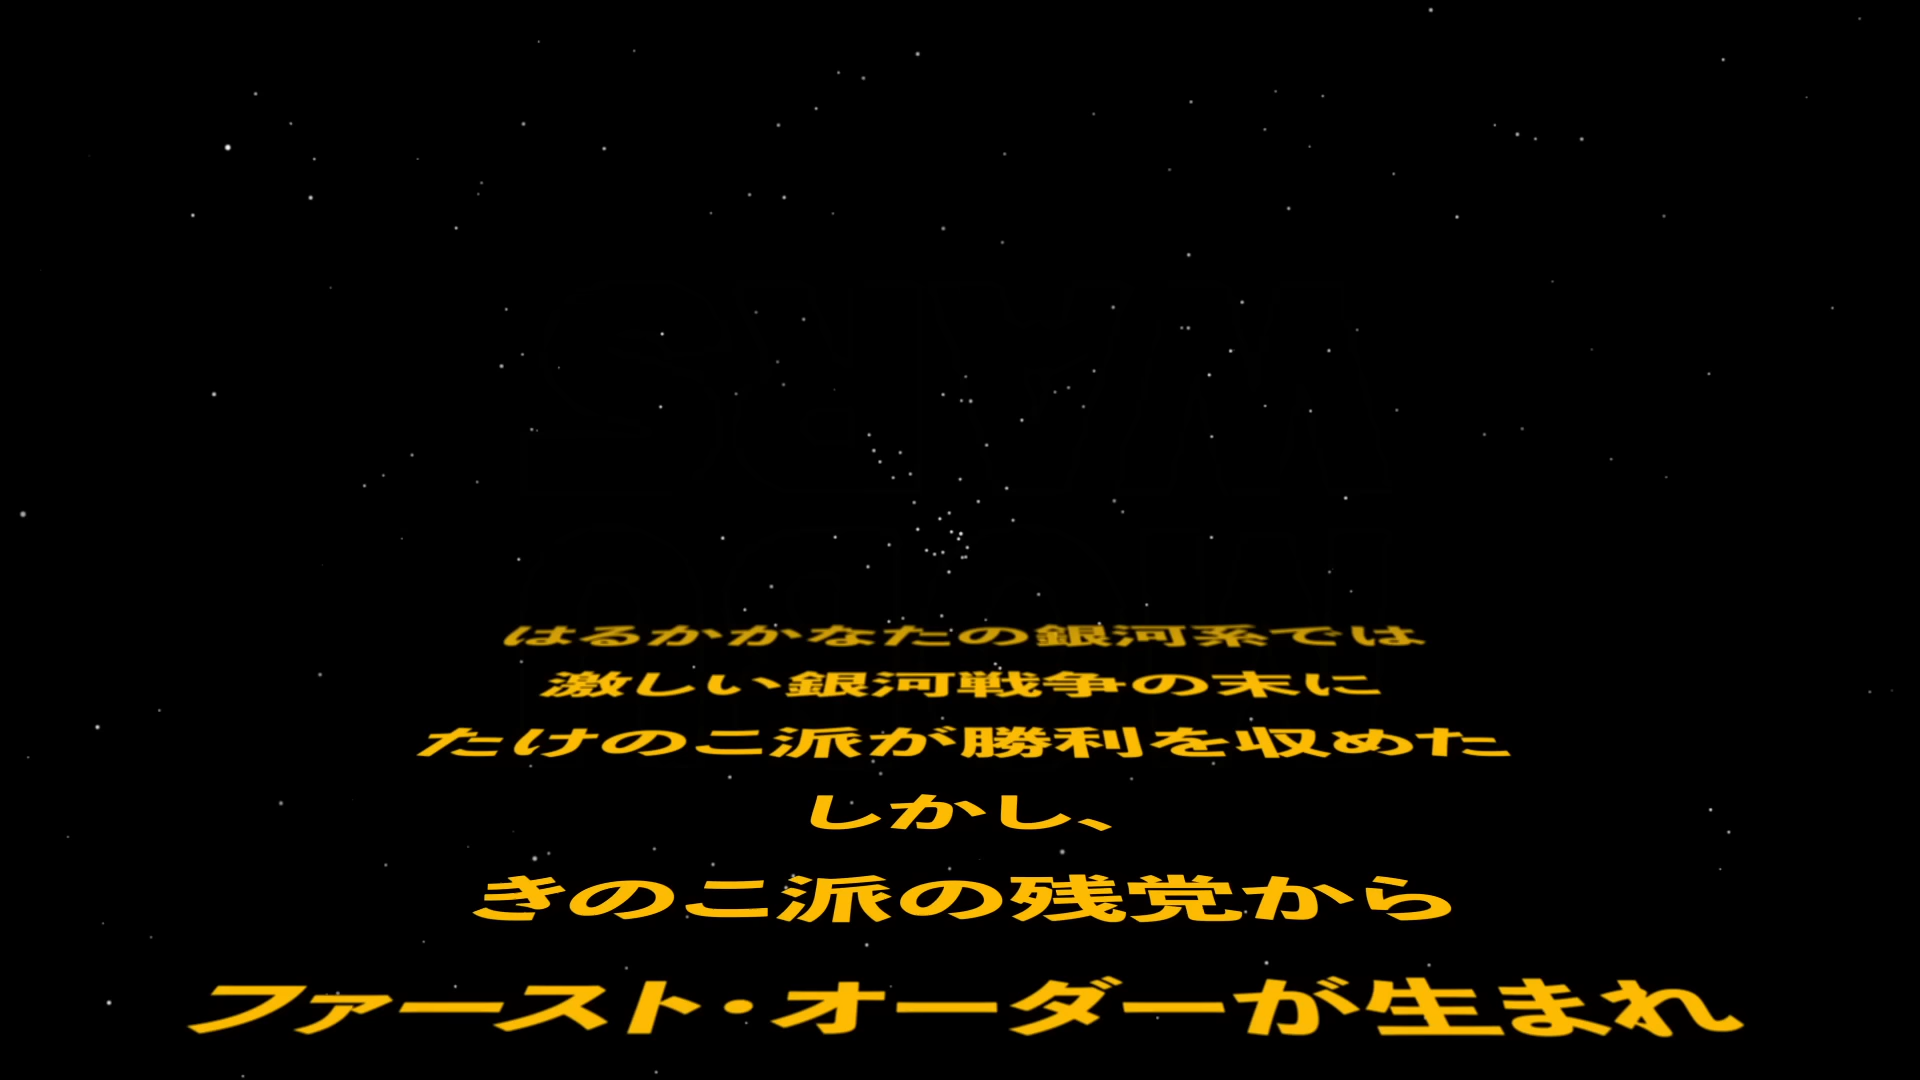 はるかかなたの銀河系では
激しい銀河戦争の末に
たけのこ派が勝利を収めた
しかし、
きのこ派の残党から
ファースト・オーダーが生まれ